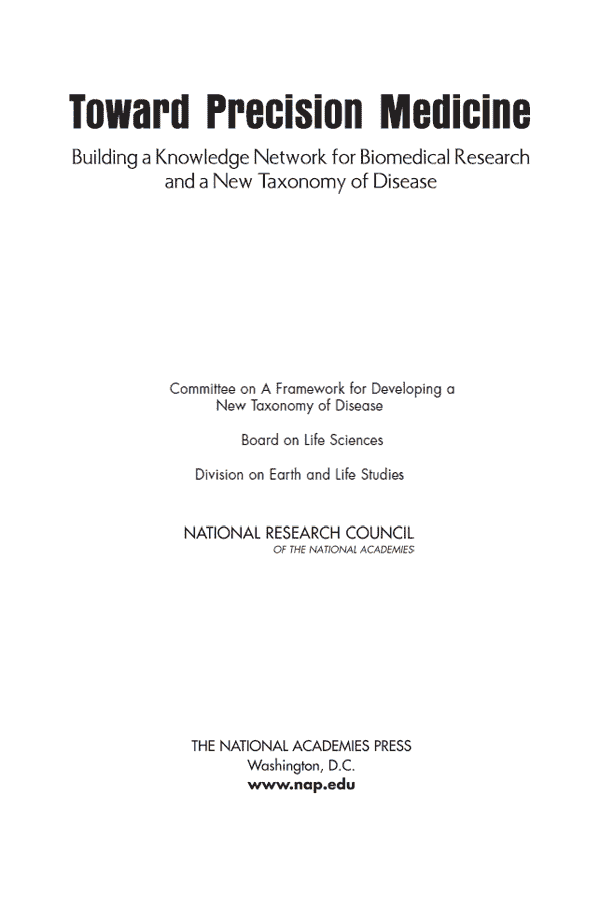 Toward Precision Medicine
Building a Knowledge Network for Biomedical Research
and a New Taxonomy of Disease
Committee on A Framework for Developing a
New Taxonomy of Disease
Board on Life Sciences
Division on Earth and Life Studies
NATIONAL RESEARCH COUNCIL
OF THE NATIONAL ACADEMIES
THE NATIONAL ACADEMIES PRESS
Washington, D.C.
www.nap.edu